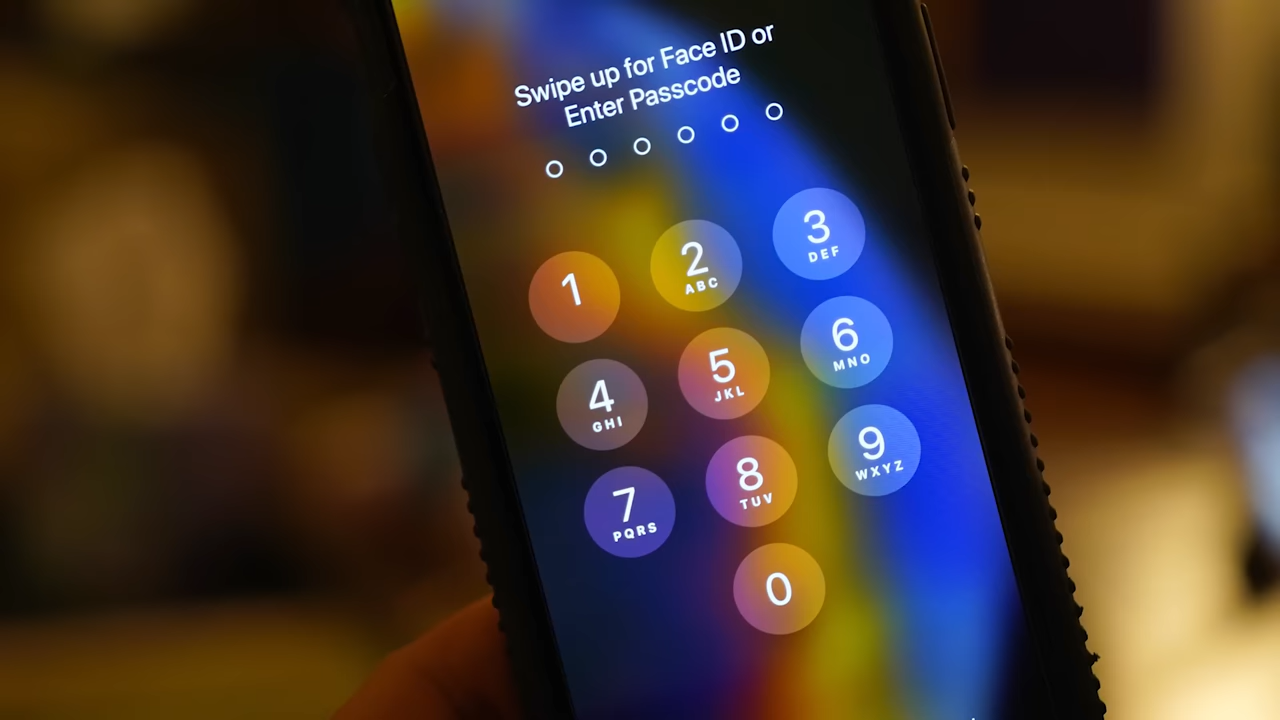 Swipe up for Face ID or
Enter Passcode
1
2
ABC
3
DEF
4
GHI
5
JKL
6
MNO
7
PQRS
8
TUV
9
WXYZ
0